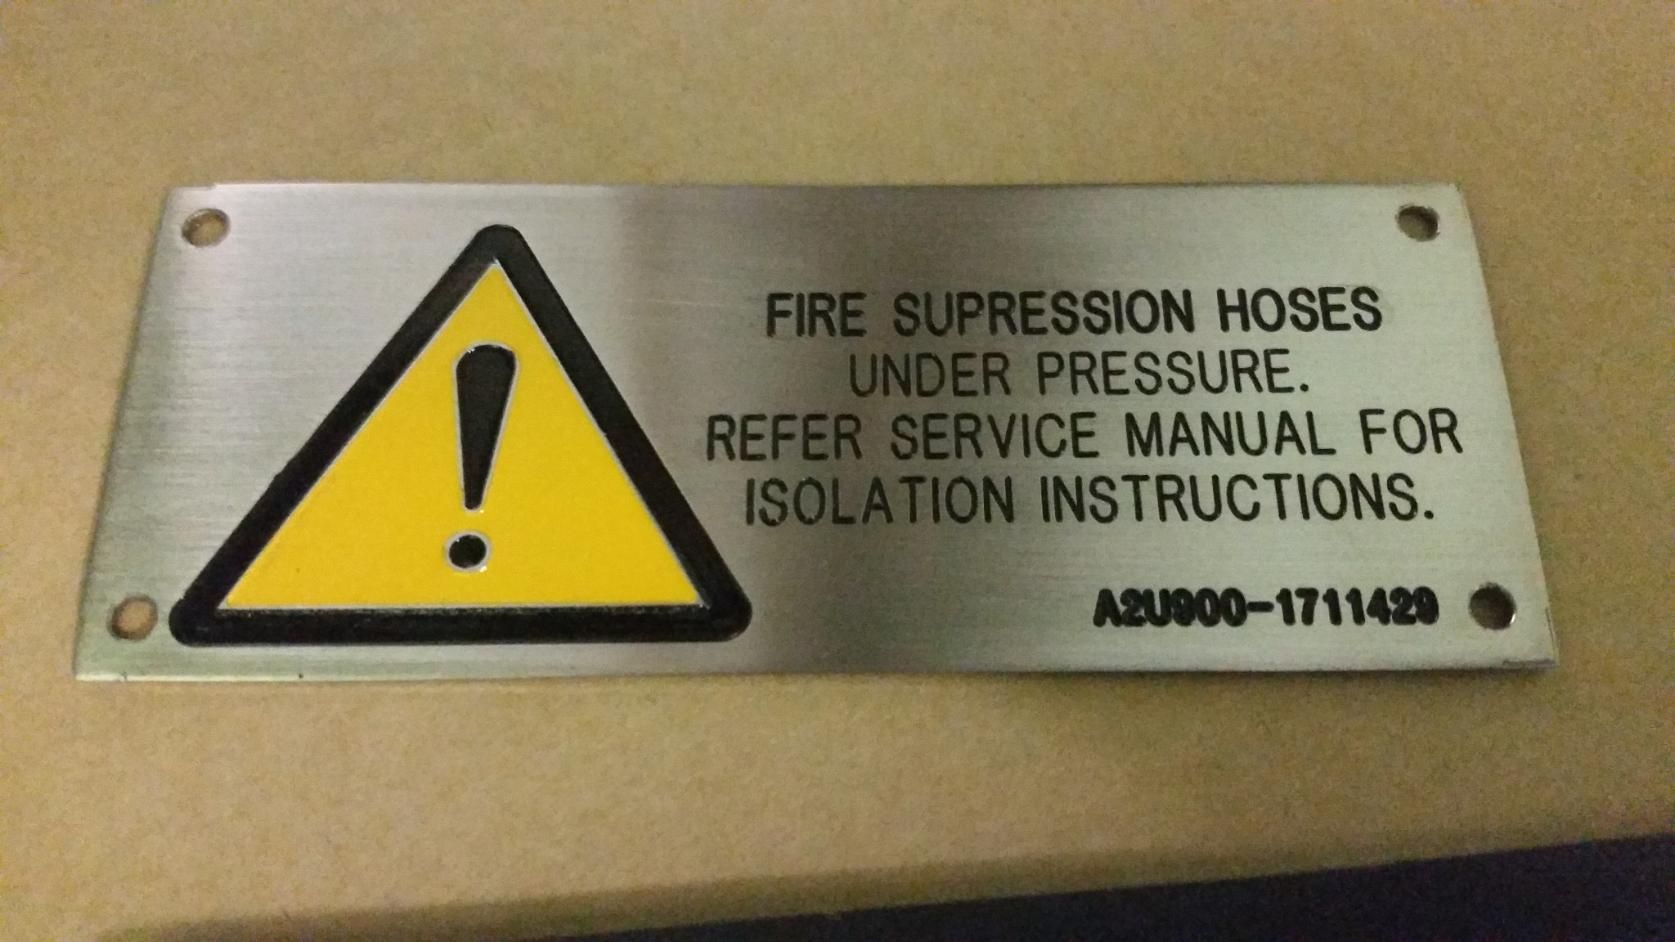 FIRE SUPRESSION HOSES
UNDER PRESSURE.
REFER SERVICE MANUAL FOR
ISOLATION INSTRUCTIONS.
A2U900-1711429